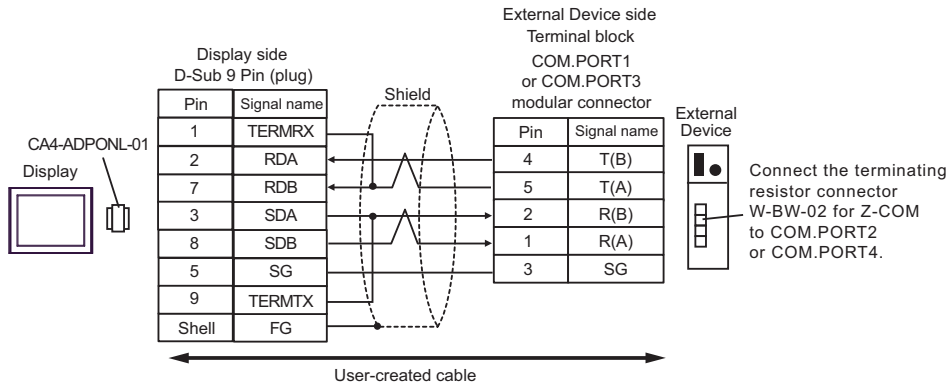 External Device side
Terminal block
COM.PORT1
or COM.PORT3
modular connector
Display side
D-Sub 9 Pin (plug)
Shield
External
Device
CA4-ADPONL-01
Display
Pin Signal name
1 TERMRX
2 RDA
7 RDB
3 SDA
8 SDB
5 SG
9 TERMTX
Shell FG
Pin Signal name
4 T(B)
5 T(A)
2 R(B)
1 R(A)
3 SG
Connect the terminating
resistor connector
W-BW-02 for Z-COM
to COM.PORT2
or COM.PORT4.
User-created cable